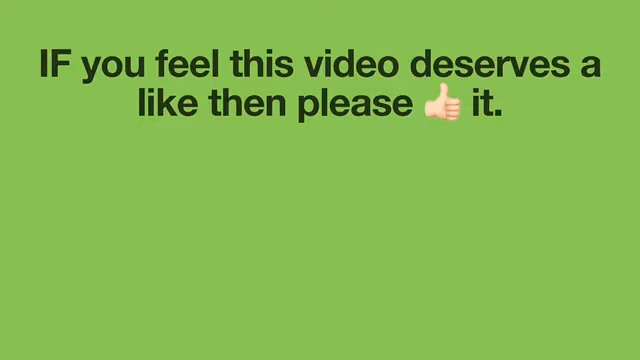 IF you feel this video deserves a
like then please 👍🏻 it.